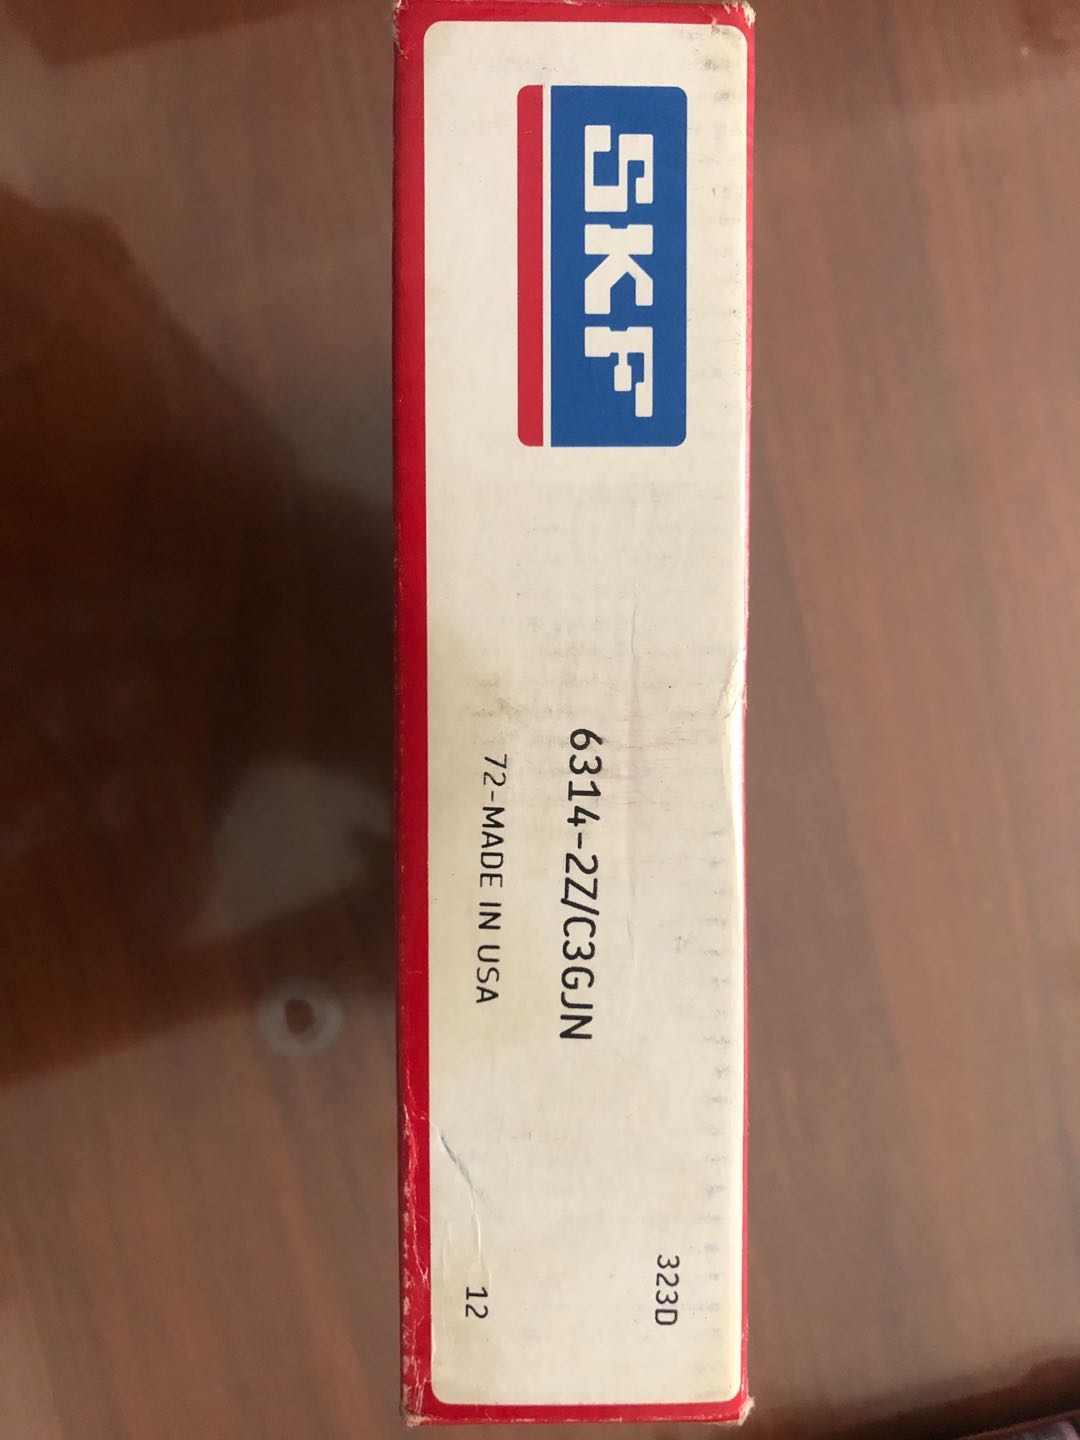 SKF
323D
6314-2Z/C3GJN
72-MADE IN USA
12